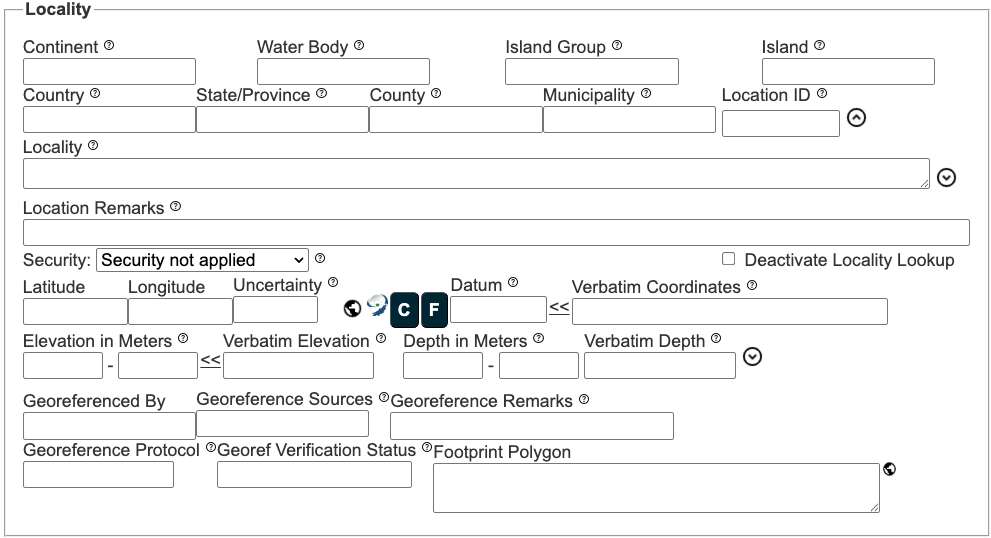 Locality
Continent ? Water Body ? Island Group ? Island ?
Country ? State/Province ? County ? Municipality ? Location ID ?
Locality ?
Location Remarks ?
Security: Security not applied ? Deactivate Locality Lookup
Latitude Longitude Uncertainty ? C F Datum ? << Verbatim Coordinates ?
Elevation in Meters ? - << Verbatim Elevation ? Depth in Meters ? - Verbatim Depth ?
Georeferenced By Georeference Sources ? Georeference Remarks ?
Georeference Protocol ? Georef Verification Status ? Footprint Polygon